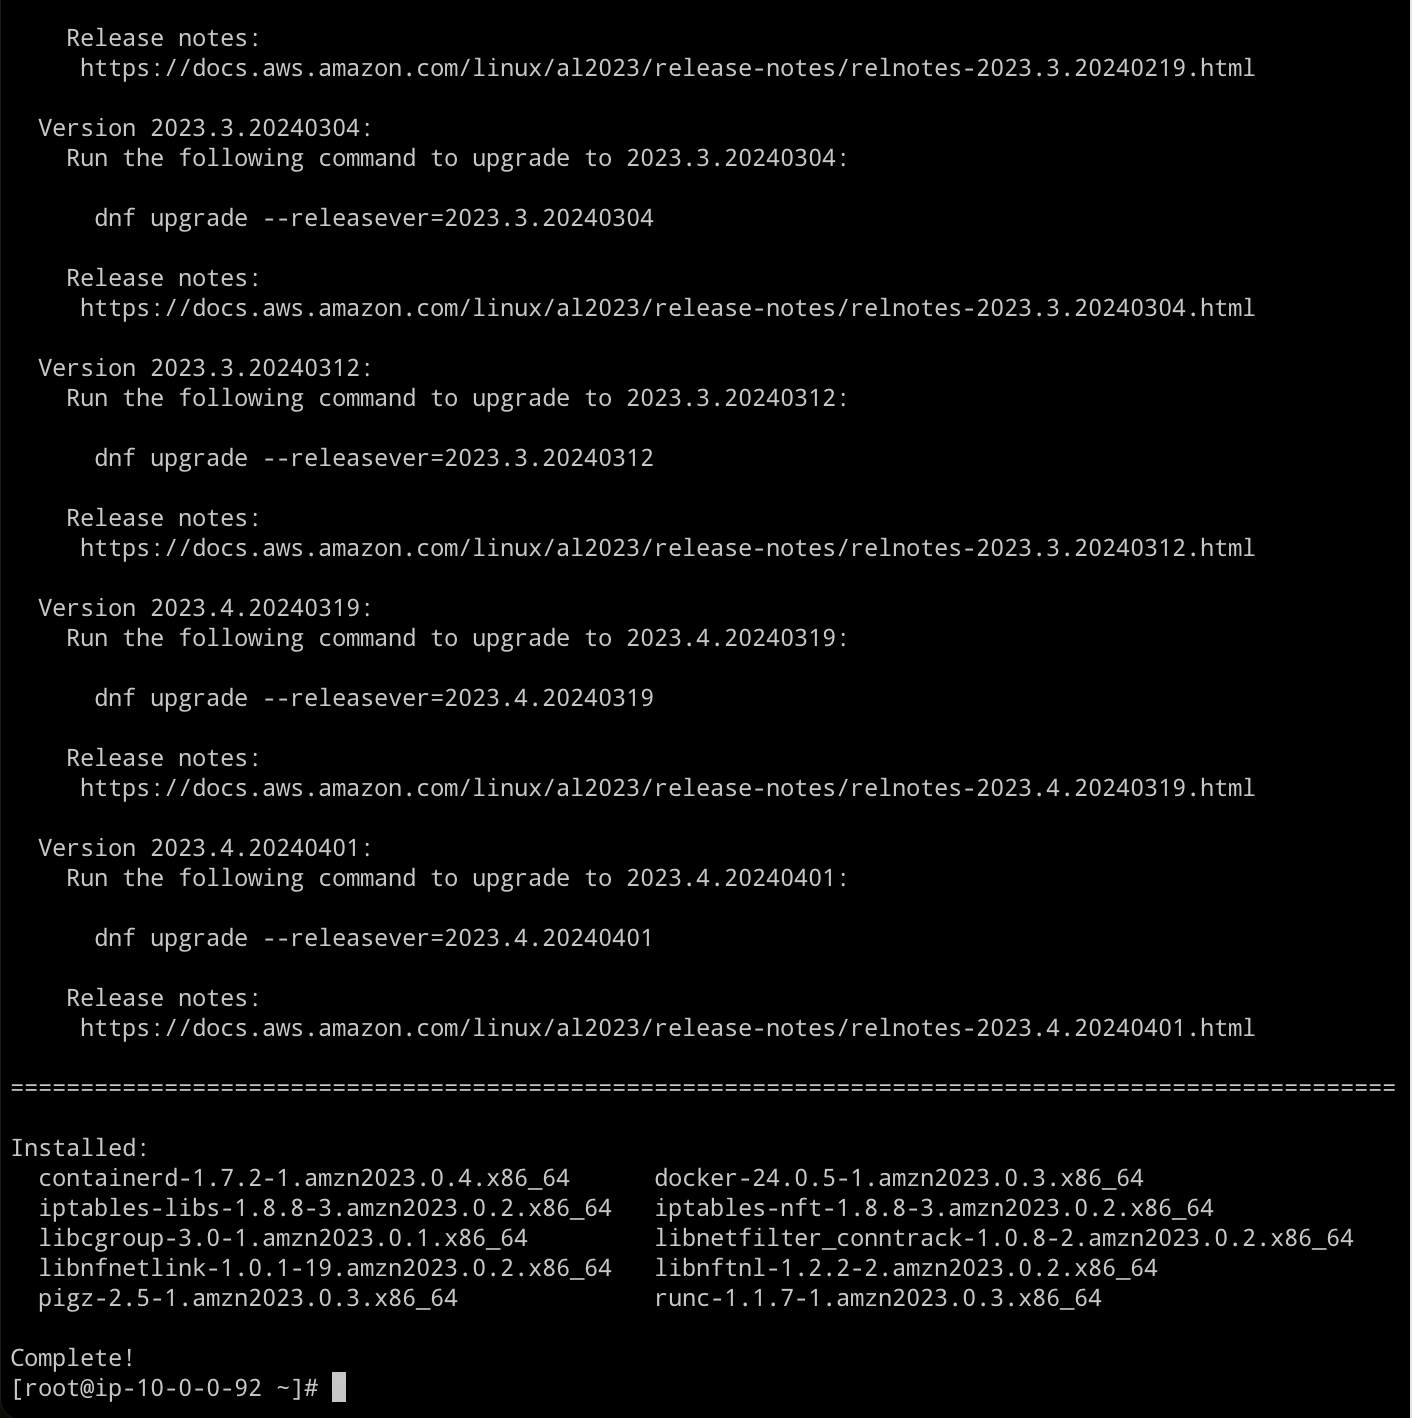 Release notes:
https://docs.aws.amazon.com/linux/al2023/release-notes/relnotes-2023.3.20240219.html
Version 2023.3.20240304:
Run the following command to upgrade to 2023.3.20240304:
dnf upgrade --releasever=2023.3.20240304
Release notes:
https://docs.aws.amazon.com/linux/al2023/release-notes/relnotes-2023.3.20240304.html
Version 2023.3.20240312:
Run the following command to upgrade to 2023.3.20240312:
dnf upgrade --releasever=2023.3.20240312
Release notes:
https://docs.aws.amazon.com/linux/al2023/release-notes/relnotes-2023.3.20240312.html
Version 2023.4.20240319:
Run the following command to upgrade to 2023.4.20240319:
dnf upgrade --releasever=2023.4.20240319
Release notes:
https://docs.aws.amazon.com/linux/al2023/release-notes/relnotes-2023.4.20240319.html
Version 2023.4.20240401:
Run the following command to upgrade to 2023.4.20240401:
dnf upgrade --releasever=2023.4.20240401
Release notes:
https://docs.aws.amazon.com/linux/al2023/release-notes/relnotes-2023.4.20240401.html
===================================================================================================
Installed:
containerd-1.7.2-1.amzn2023.0.4.x86_64 docker-24.0.5-1.amzn2023.0.3.x86_64
iptables-libs-1.8.8-3.amzn2023.0.2.x86_64 iptables-nft-1.8.8-3.amzn2023.0.2.x86_64
libcgroup-3.0-1.amzn2023.0.1.x86_64 libnetfilter_conntrack-1.0.8-2.amzn2023.0.2.x86_64
libnfnetlink-1.0.1-19.amzn2023.0.2.x86_64 libnftnl-1.2.2-2.amzn2023.0.2.x86_64
pigz-2.5-1.amzn2023.0.3.x86_64 runc-1.1.7-1.amzn2023.0.3.x86_64
Complete!
[root@ip-10-0-0-92 ~]#